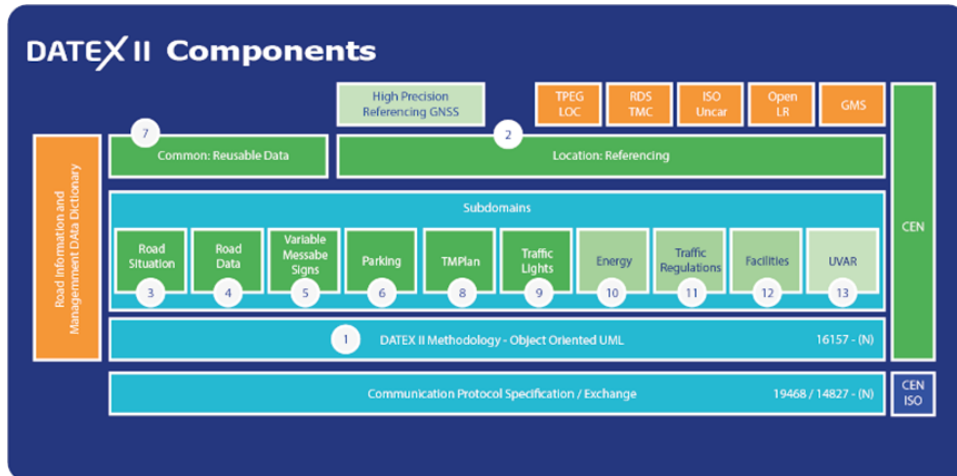 DATEX II Components
High Precision
Referencing GNSS
TPEG
LOC
RDS
TMC
ISO
Uncar
Open
LR
GMS
7
2
Common: Reusable Data
Location: Referencing
Road Information and
Managemnment DAta Dictionary
CEN
Subdomains
Road
Situation
3
Road
Data
4
Variable
Messabe
Signs
5
Parking
6
TMPlan
8
Traffic
Lights
9
Energy
10
Traffic
Regulations
11
Facilities
12
UVAR
13
1
DATEX II Methodology - Object Oriented UML
16157 - (N)
Communication Protocol Specification / Exchange
19468 / 14827 - (N)
CEN
ISO